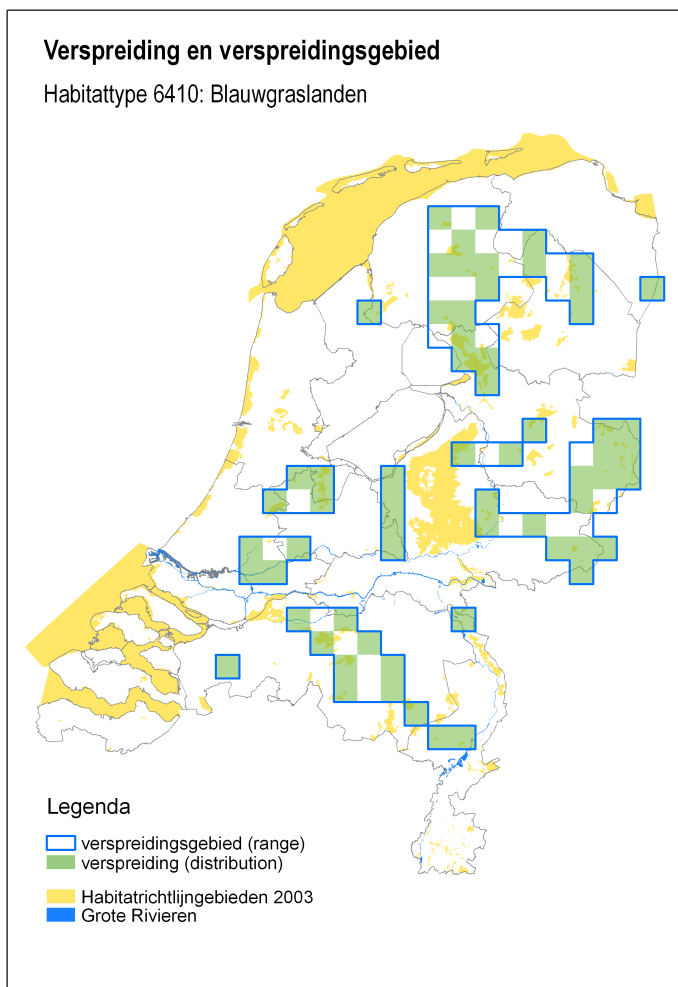 Verspreiding en verspreidingsgebied
Habitattype 6410: Blauwgraslanden
Legenda
verspreidingsgebied (range)
verspreiding (distribution)
Habitatrichtlijngebieden 2003
Grote Rivieren